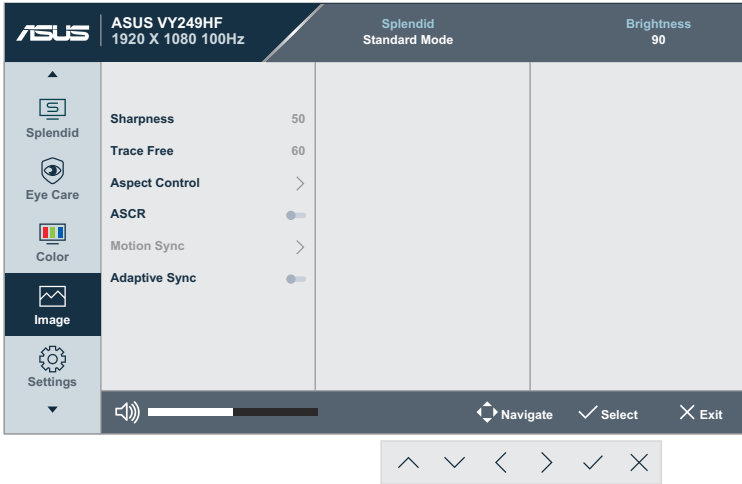 ASUS
ASUS VY249HF
1920 X 1080 100Hz
Splendid
Standard Mode
Brightness
90
Splendid
Eye Care
Color
Image
Settings
Sharpness 50
Trace Free 60
Aspect Control
ASCR
Motion Sync
Adaptive Sync
Navigate Select Exit